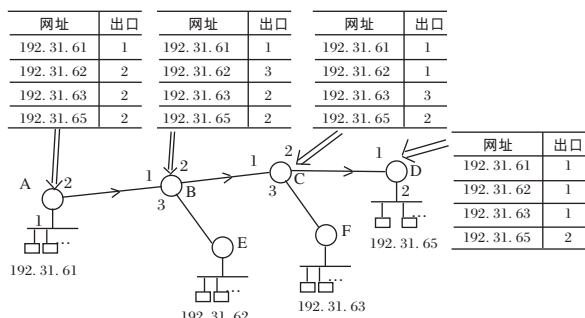 网址 出口
192. 31. 61 1
192. 31. 62 2
192. 31. 63 2
192. 31. 65 2
网址 出口
192. 31. 61 1
192. 31. 62 3
192. 31. 63 2
192. 31. 65 2
网址 出口
192. 31. 61 1
192. 31. 62 1
192. 31. 63 3
192. 31. 65 2
网址 出口
192. 31. 61 1
192. 31. 62 1
192. 31. 63 1
192. 31. 65 2
A 2
1
1 2
B
3
1 2
C
3
1 D
2
E
F
...
192. 31. 61
...
192. 31. 62
...
192. 31. 63
...
192. 31. 65